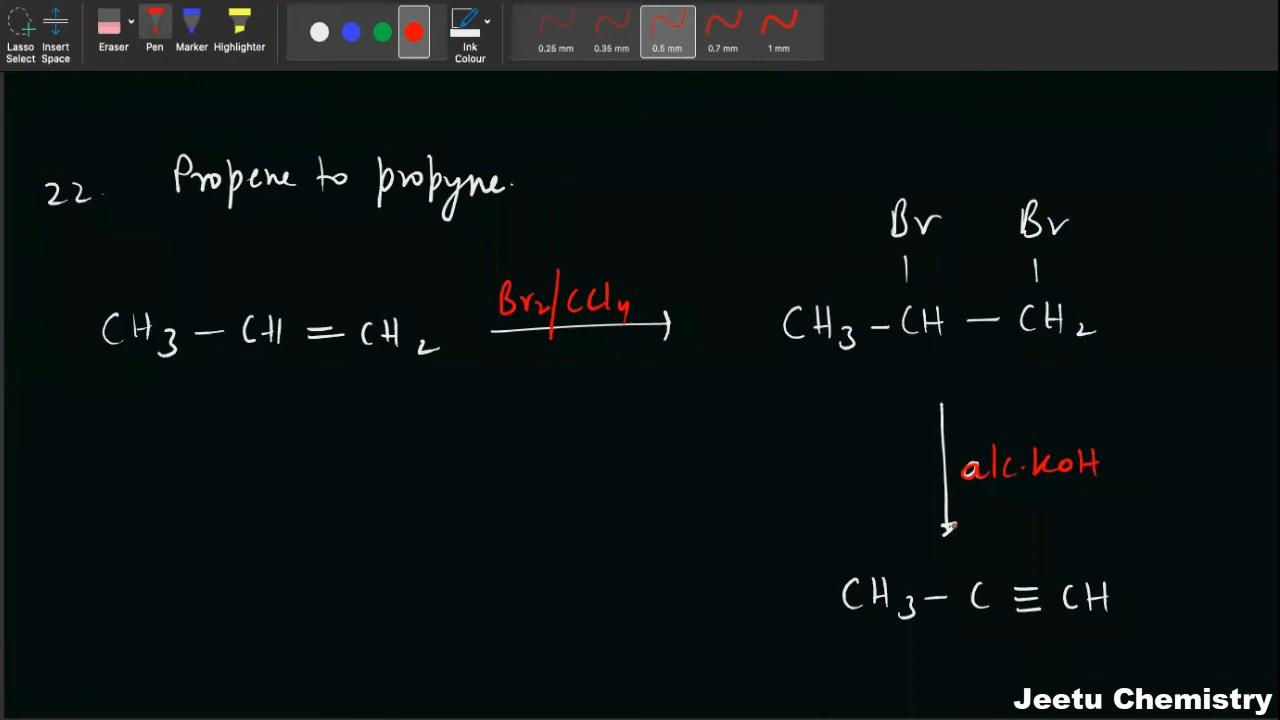 Lasso Select
Insert Space
Eraser
Pen
Marker
Highlighter
Ink Colour
0.25 mm
0.35 mm
0.5 mm
0.7 mm
1 mm
22. Propene to propyne.
Br Br
| |
CH3 – CH = CH2 Br2/CCl4 → CH3 – CH – CH2
alc. KOH
CH3 – C ≡ CH
Jeetu Chemistry